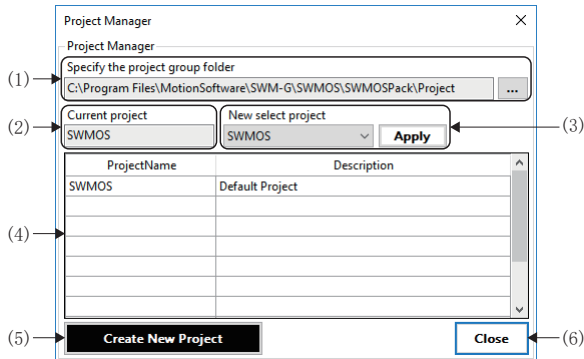 Project Manager
Project Manager
Specify the project group folder
(1)
C:\Program Files\MotionSoftware\SWM-G\SWMOS\SWMOSPack\Project ...
Current project New select project
(2) SWMOS SWMOS Apply (3)
ProjectName Description
SWMOS Default Project
(4)
(5) Create New Project Close (6)